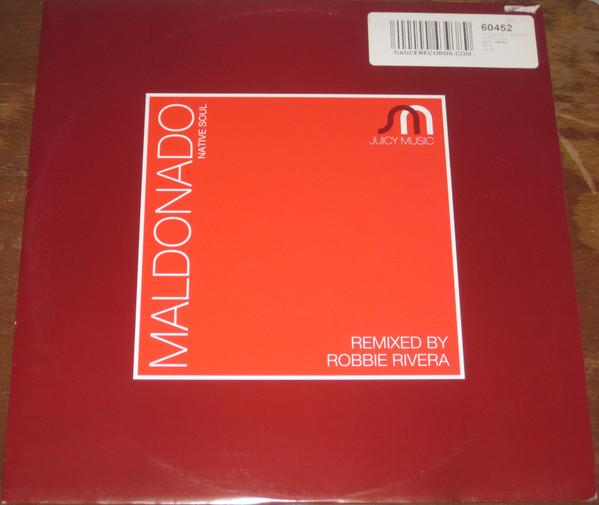 60452
DANCERECORDS.COM
JUICY MUSIC
MALDONADO
NATIVE SOUL
REMIXED BY
ROBBIE RIVERA